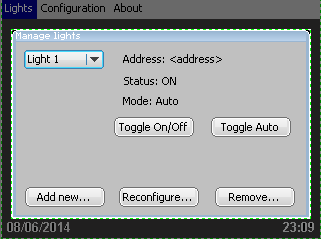 Lights Configuration About
Manage lights
Light 1 Address: <address>
Status: ON
Mode: Auto
Toggle On/Off Toggle Auto
Add new... Reconfigure... Remove...
08/06/2014 23:09